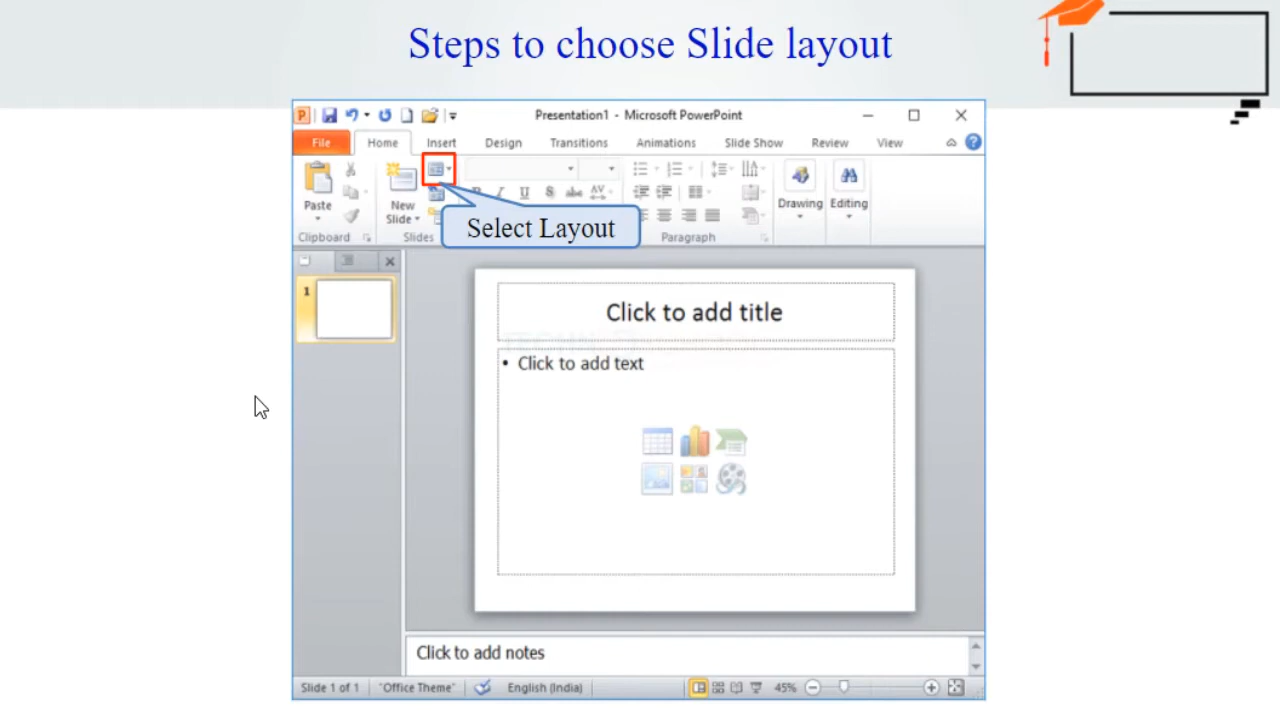 Steps to choose Slide layout
Presentation1 - Microsoft PowerPoint
File Home Insert Design Transitions Animations Slide Show Review View
Paste
New
Slide
Drawing
Editing
Select Layout
Clipboard Slides Paragraph
1
Click to add title
• Click to add text
Click to add notes
Slide 1 of 1 "Office Theme" English (India) 45%